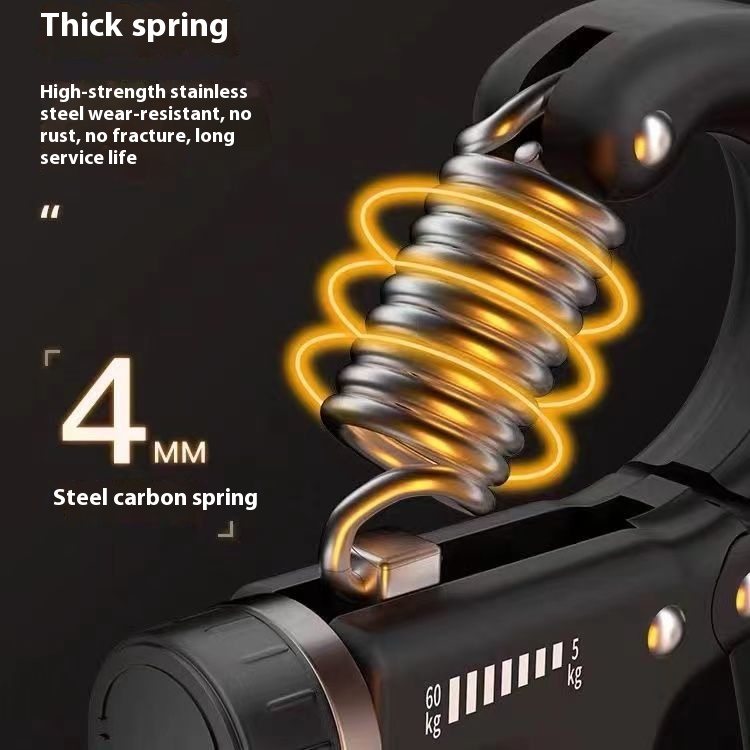 Thick spring
High-strength stainless
steel wear-resistant, no
rust, no fracture, long
service life
“
4 MM
Steel carbon spring
60 kg
5 kg